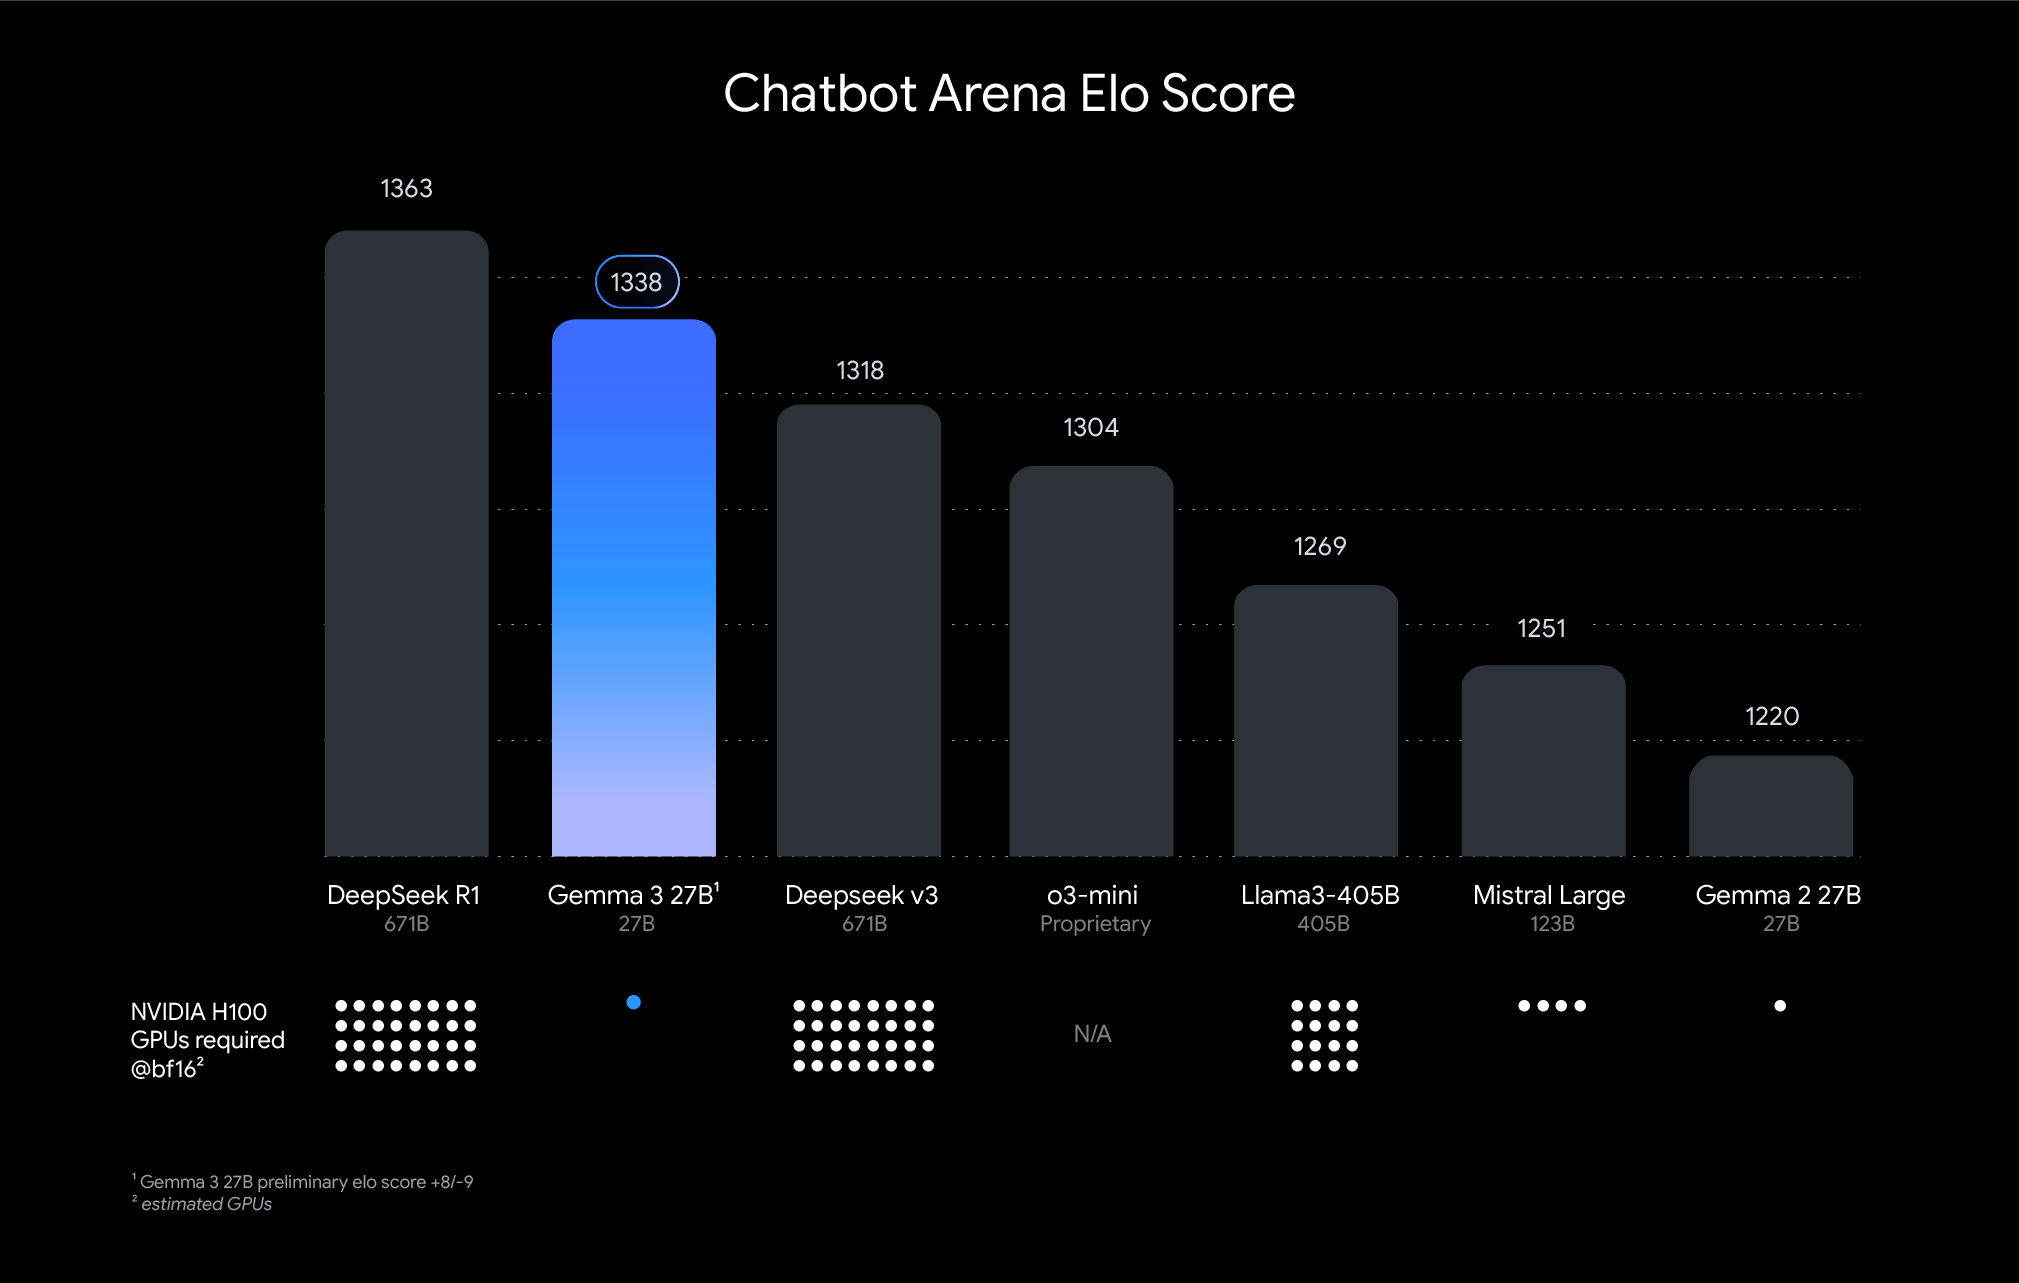 Chatbot Arena Elo Score
1363
1338
1318
1304
1269
1251
1220
DeepSeek R1
671B
Gemma 3 27B¹
27B
Deepseek v3
671B
o3-mini
Proprietary
Llama3-405B
405B
Mistral Large
123B
Gemma 2 27B
27B
NVIDIA H100
GPUs required
@bf16²
N/A
¹ Gemma 3 27B preliminary elo score +8/-9
² estimated GPUs